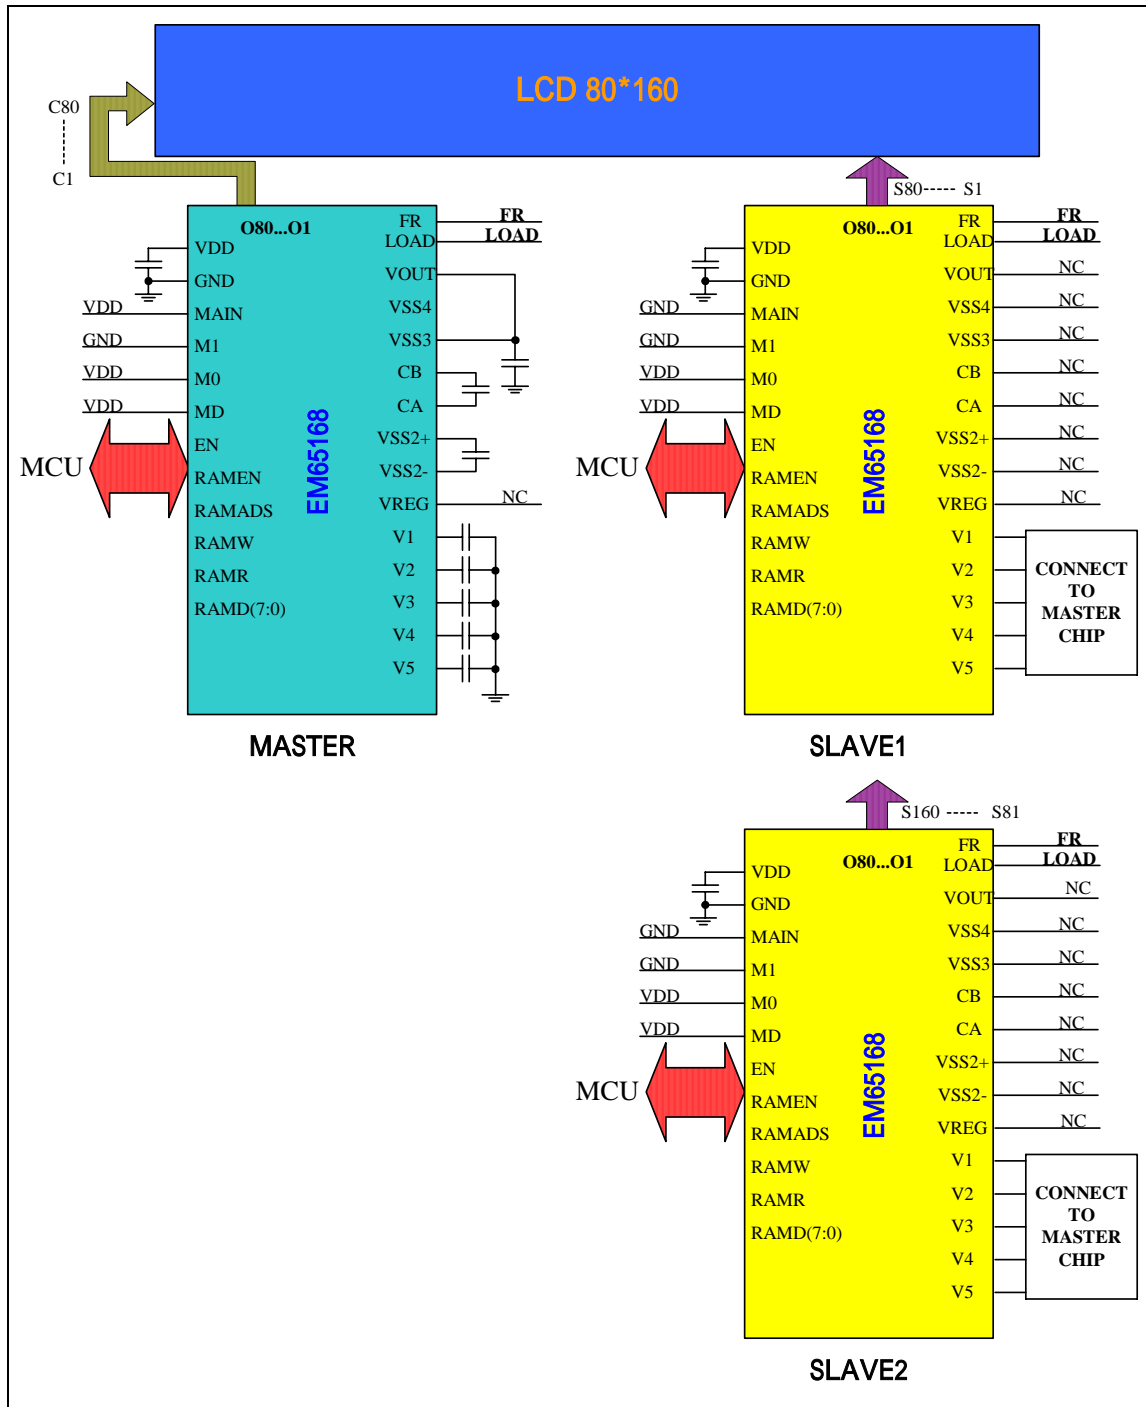 LCD 80*160
C80
C1
S80 ----- S1
O80...O1
VDD
GND
MAIN
M1
M0
MD
EN
RAMEN
RAMADS
RAMW
RAMR
RAMD(7:0)
VDD
GND
VDD
VDD
MCU
EM65168
FR
LOAD
VOUT
VSS4
VSS3
CB
CA
VSS2+
VSS2-
VREG
V1
V2
V3
V4
V5
FR
LOAD
NC
MASTER
O80...O1
VDD
GND
MAIN
M1
M0
MD
EN
RAMEN
RAMADS
RAMW
RAMR
RAMD(7:0)
GND
GND
VDD
VDD
MCU
EM65168
FR
LOAD
VOUT
VSS4
VSS3
CB
CA
VSS2+
VSS2-
VREG
V1
V2
V3
V4
V5
FR
LOAD
NC
NC
NC
NC
NC
NC
NC
NC
CONNECT
TO
MASTER
CHIP
SLAVE1
S160 ----- S81
O80...O1
VDD
GND
MAIN
M1
M0
MD
EN
RAMEN
RAMADS
RAMW
RAMR
RAMD(7:0)
GND
GND
VDD
VDD
MCU
EM65168
FR
LOAD
VOUT
VSS4
VSS3
CB
CA
VSS2+
VSS2-
VREG
V1
V2
V3
V4
V5
FR
LOAD
NC
NC
NC
NC
NC
NC
NC
NC
CONNECT
TO
MASTER
CHIP
SLAVE2